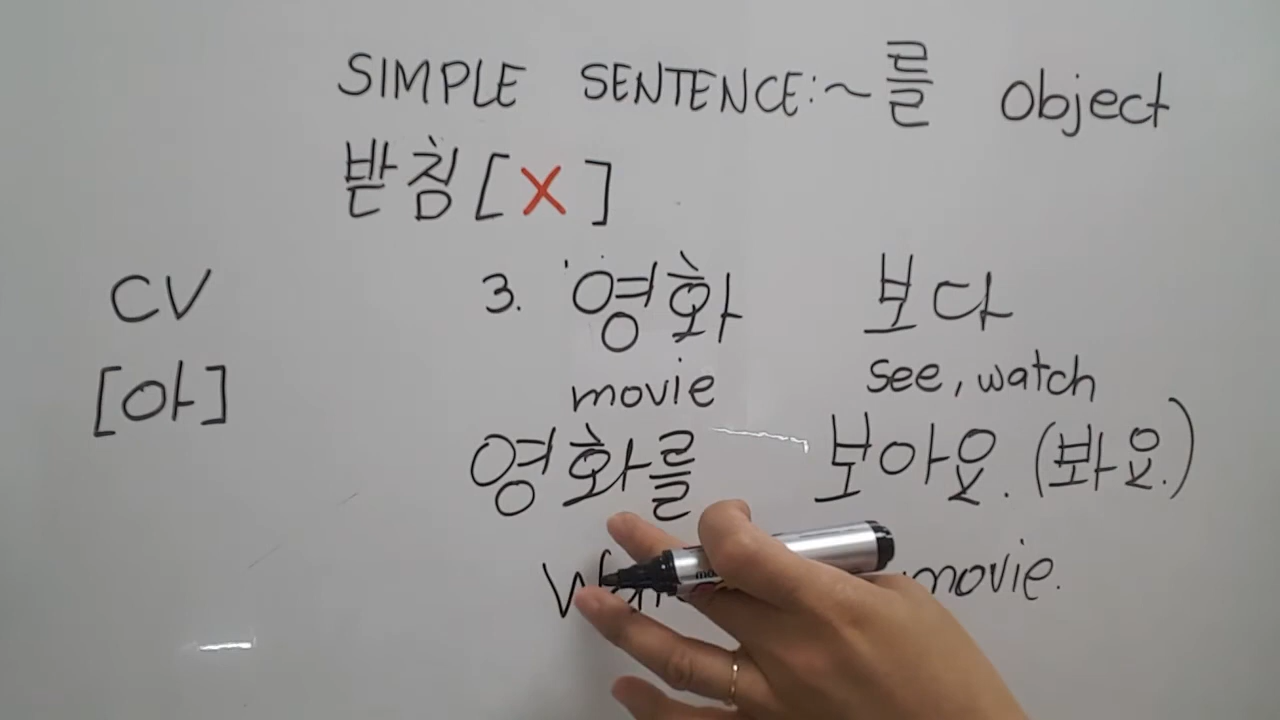 SIMPLE SENTENCE: ~를 object
받침 [X]
CV 3. 영화 보다
[아] movie see, watch
영화를 보아요. (봐요.)
movie.